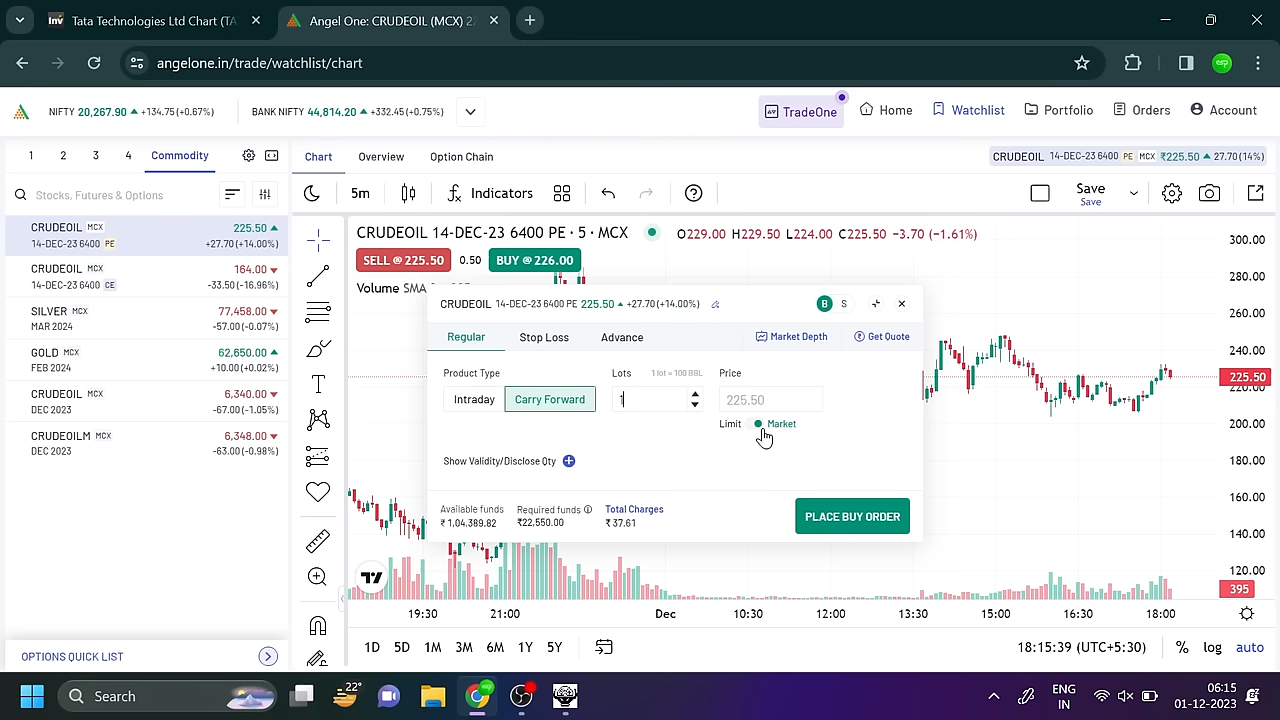 Tata Technologies Ltd Chart (TA
Angel One: CRUDEOIL (MCX) 2
angelone.in/trade/watchlist/chart
NIFTY 20,267.90 +134.75(+0.67%)
BANK NIFTY 44,814.20 +332.45(+0.75%)
TradeOne
Home
Watchlist
Portfolio
Orders
Account
1 2 3 4 Commodity
Chart Overview Option Chain
CRUDEOIL 14-DEC-23 6400 PE MCX ₹225.50 27.70(14%)
Stocks, Futures & Options
5m
Indicators
Save
Save
CRUDEOIL MCX 225.50
14-DEC-23 6400 PE +27.70(+14.00%)
CRUDEOIL MCX 164.00
14-DEC-23 6400 CE -33.50(-16.96%)
SILVER MCX 77,458.00
MAR 2024 -57.00(-0.07%)
GOLD MCX 62,650.00
FEB 2024 +10.00(+0.02%)
CRUDEOIL MCX 6,340.00
DEC 2023 -67.00(-1.05%)
CRUDEOILM MCX 6,348.00
DEC 2023 -63.00(-0.98%)
OPTIONS QUICK LIST
CRUDEOIL 14-DEC-23 6400 PE · 5 · MCX
O229.00 H229.50 L224.00 C225.50 −3.70 (−1.61%)
SELL @ 225.50 0.50 BUY @ 226.00
Volume SMA
CRUDEOIL 14-DEC-23 6400 PE 225.50 +27.70(+14.00%)
B S
Regular Stop Loss Advance
Market Depth Get Quote
Product Type Lots 1 lot = 100 BBL Price
Intraday Carry Forward 1 225.50
Limit Market
Show Validity/Disclose Qty
Available funds Required funds Total Charges
₹ 1,04,389.82 ₹22,550.00 ₹ 37.61
PLACE BUY ORDER
300.00
280.00
260.00
240.00
225.50
200.00
180.00
160.00
140.00
120.00
395
19:30 21:00 Dec 10:30 12:00 13:30 15:00 16:30 18:00
1D 5D 1M 3M 6M 1Y 5Y
18:15:39 (UTC+5:30) % log auto
Search
22°
ENG
IN
06:15
01-12-2023